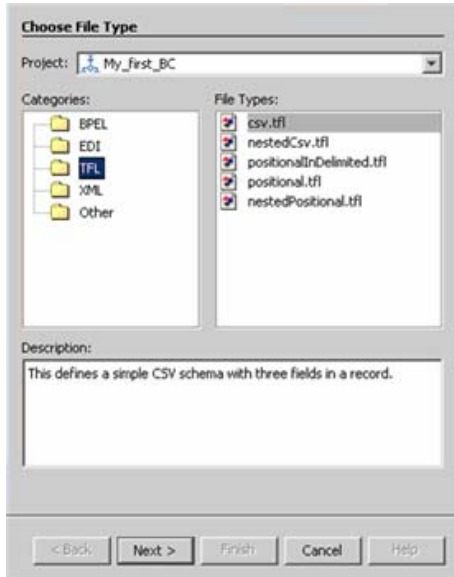 Choose File Type
Project: My_first_BC
Categories:
File Types:
BPEL
EDI
TFL
XML
Other
csv.tfl
nestedCsv.tfl
positionalInDelimited.tfl
positional.tfl
nestedPositional.tfl
Description:
This defines a simple CSV schema with three fields in a record.
< Back Next > Finish Cancel Help